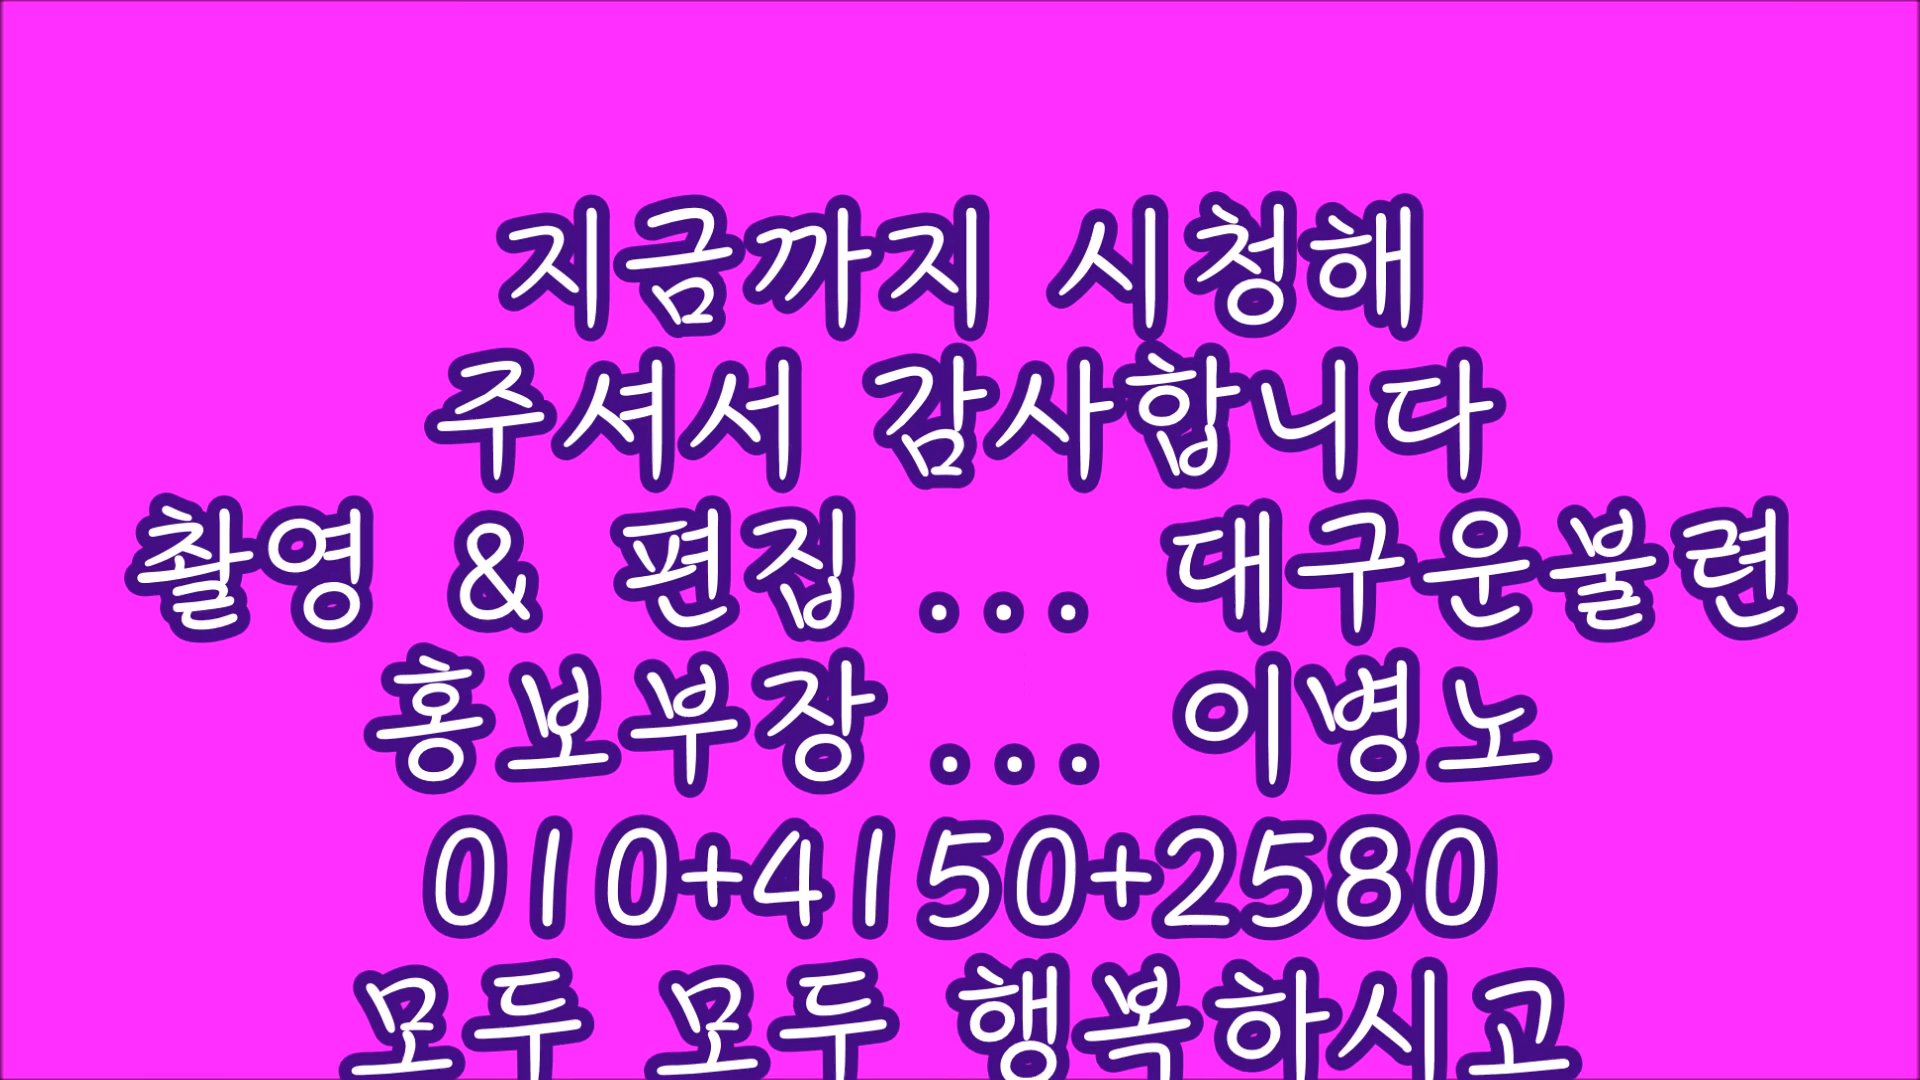 지금까지 시청해
주셔서 감사합니다
촬영 & 편집 ... 대구운불련
홍보부장 ... 이병노
010+4150+2580
모두 모두 행복하시고